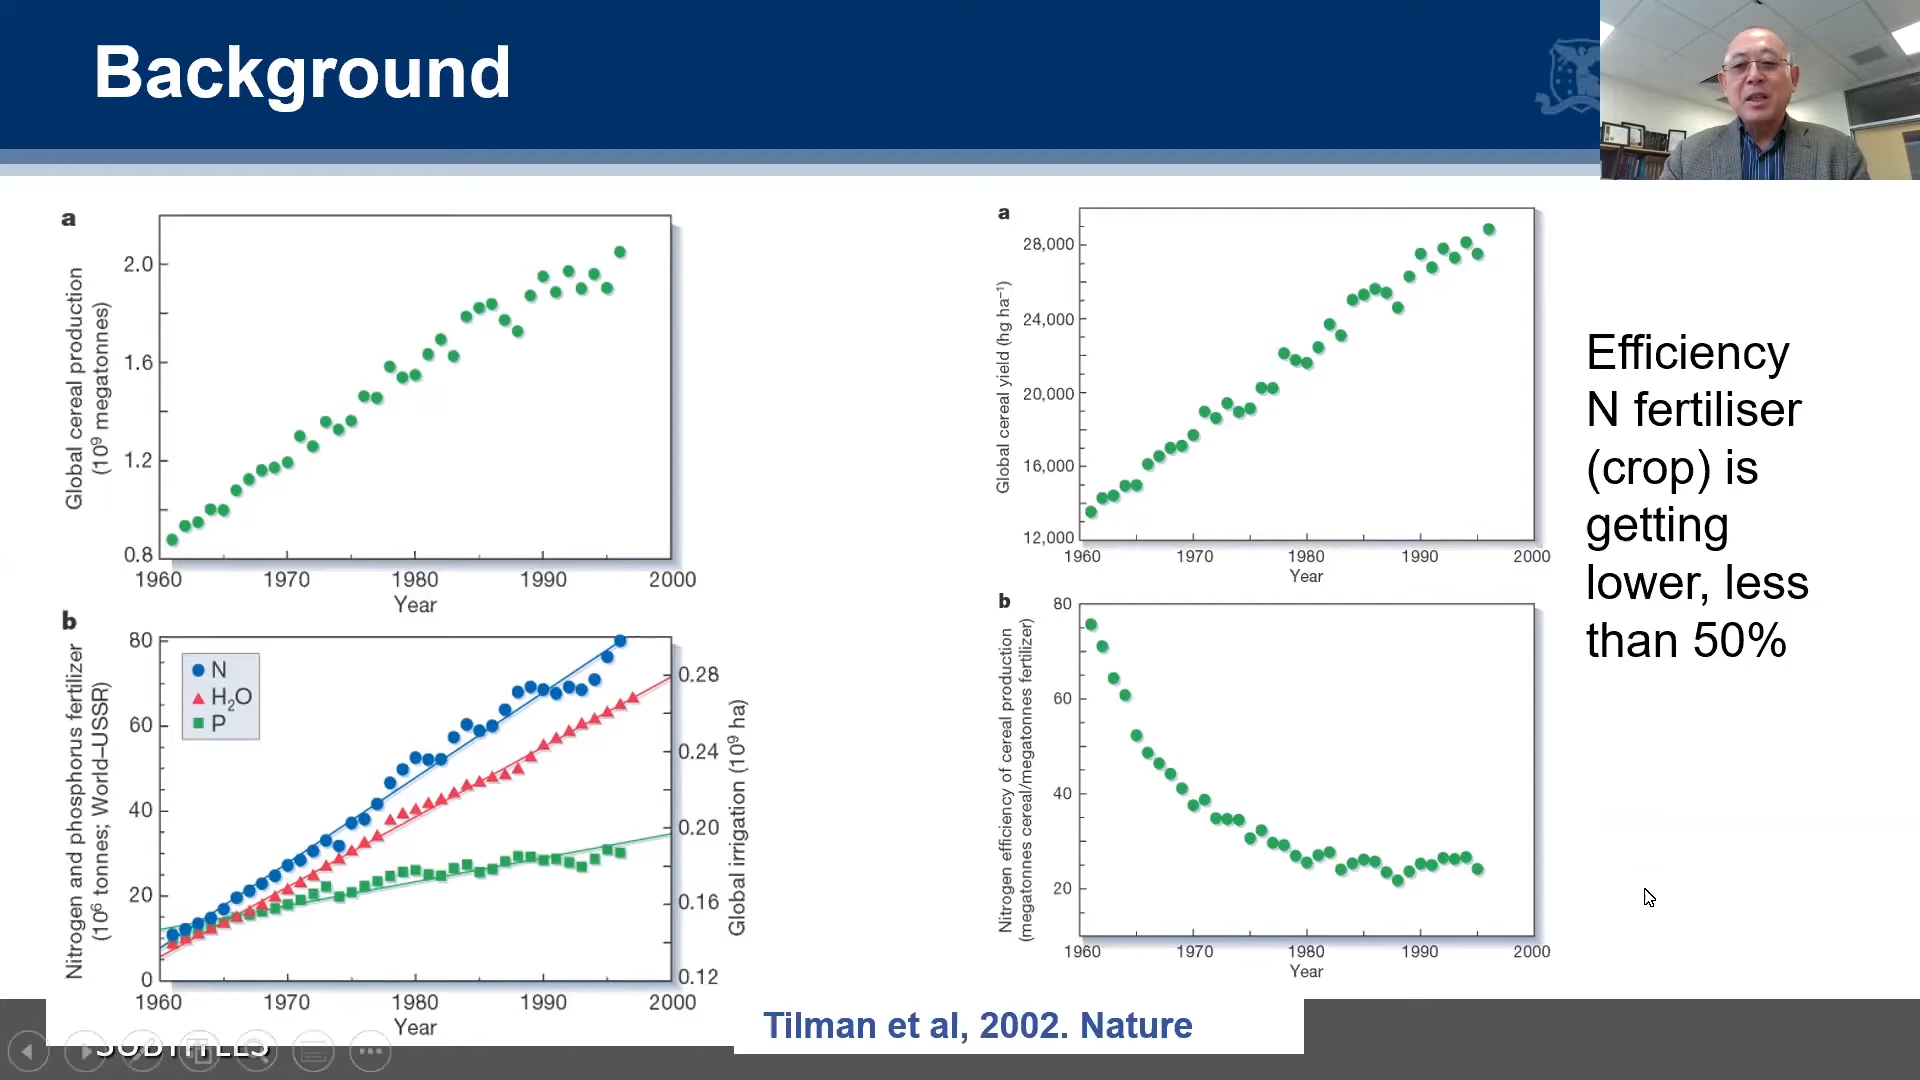 Background
a
Global cereal production
(10⁹ megatonnes)
2.0
1.6
1.2
0.8
1960 1970 1980 1990 2000
Year
b
Nitrogen and phosphorus fertilizer
(10⁶ tonnes; World–USSR)
80
60
40
20
0
N
H₂O
P
0.28
0.24
0.20
0.16
0.12
Global irrigation (10⁹ ha)
1960 1970 1980 1990 2000
Year
a
Global cereal yield (hg ha⁻¹)
28,000
24,000
20,000
16,000
12,000
1960 1970 1980 1990 2000
Year
b
Nitrogen efficiency of cereal production
(megatonnes cereal/megatonnes fertilizer)
80
60
40
20
1960 1970 1980 1990 2000
Year
Efficiency
N fertiliser
(crop) is
getting
lower, less
than 50%
Tilman et al, 2002. Nature
SUBTITLES